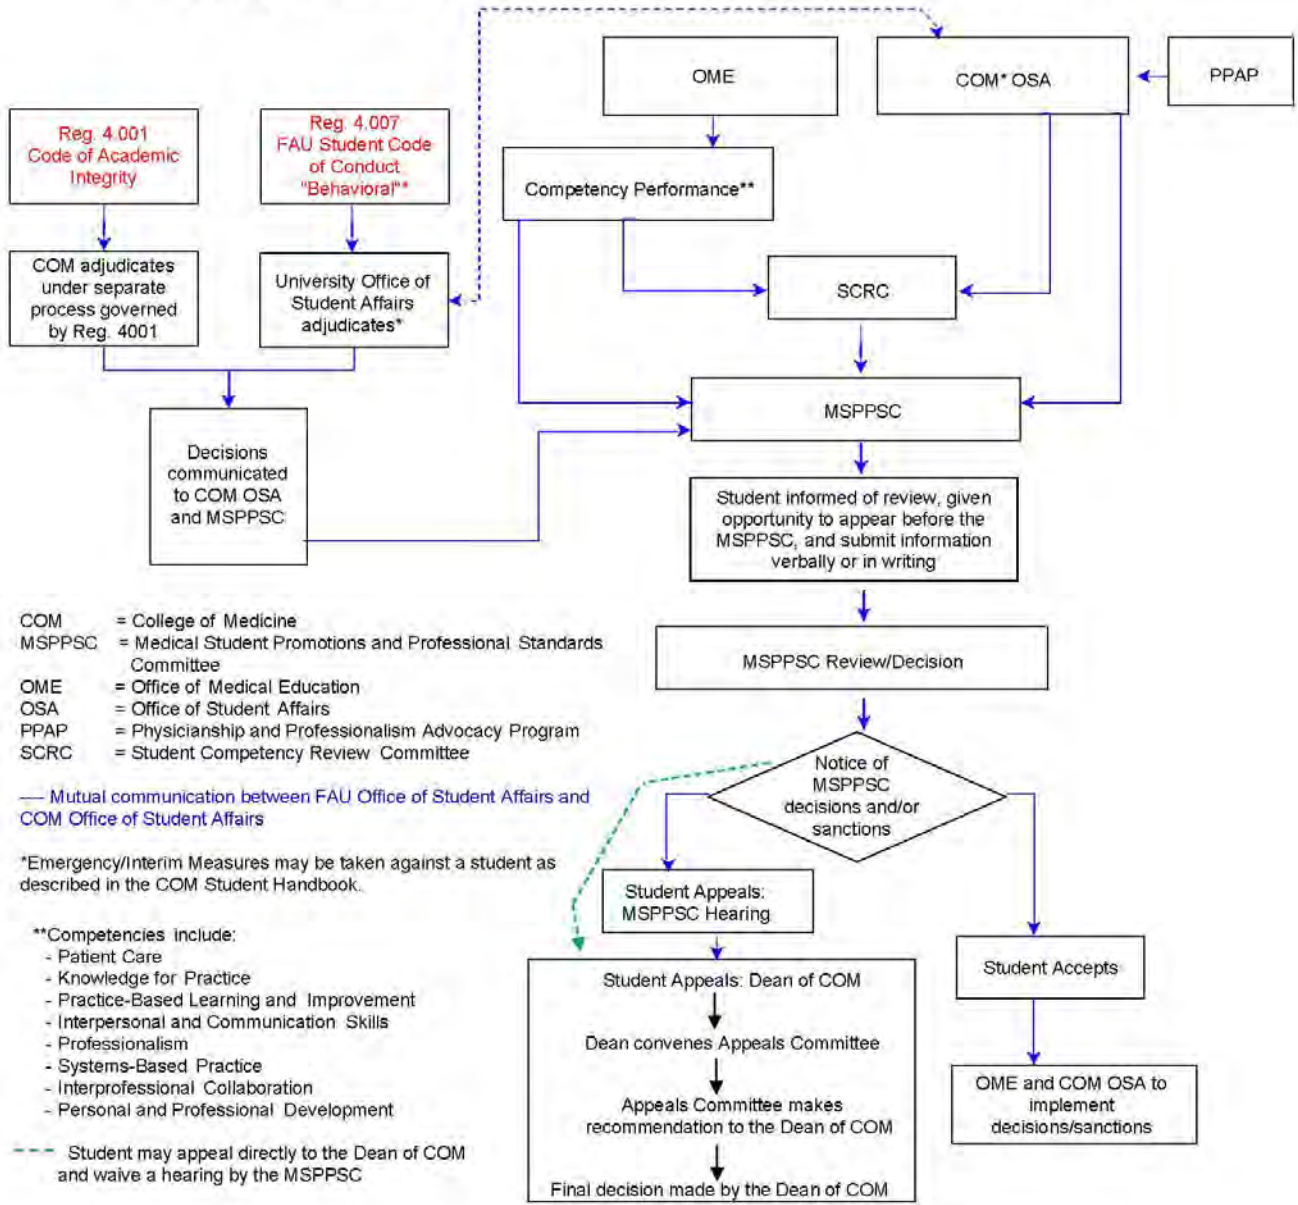 OME
COM* OSA
PPAP
Reg. 4.001
Code of Academic
Integrity
Reg. 4.007
FAU Student Code
of Conduct
"Behavioral"*
Competency Performance**
COM adjudicates
under separate
process governed
by Reg. 4001
University Office of
Student Affairs
adjudicates*
SCRC
MSPPSC
Decisions
communicated
to COM OSA
and MSPPSC
Student informed of review, given
opportunity to appear before the
MSPPSC, and submit information
verbally or in writing
COM = College of Medicine
MSPPSC = Medical Student Promotions and Professional Standards
Committee
OME = Office of Medical Education
OSA = Office of Student Affairs
PPAP = Physicianship and Professionalism Advocacy Program
SCRC = Student Competency Review Committee
MSPPSC Review/Decision
Notice of
MSPPSC
decisions and/or
sanctions
Mutual communication between FAU Office of Student Affairs and
COM Office of Student Affairs
*Emergency/Interim Measures may be taken against a student as
described in the COM Student Handbook.
Student Appeals:
MSPPSC Hearing
**Competencies include:
- Patient Care
- Knowledge for Practice
- Practice-Based Learning and Improvement
- Interpersonal and Communication Skills
- Professionalism
- Systems-Based Practice
- Interprofessional Collaboration
- Personal and Professional Development
Student may appeal directly to the Dean of COM
and waive a hearing by the MSPPSC
Student Appeals: Dean of COM
Dean convenes Appeals Committee
Appeals Committee makes
recommendation to the Dean of COM
Final decision made by the Dean of COM
Student Accepts
OME and COM OSA to
implement
decisions/sanctions